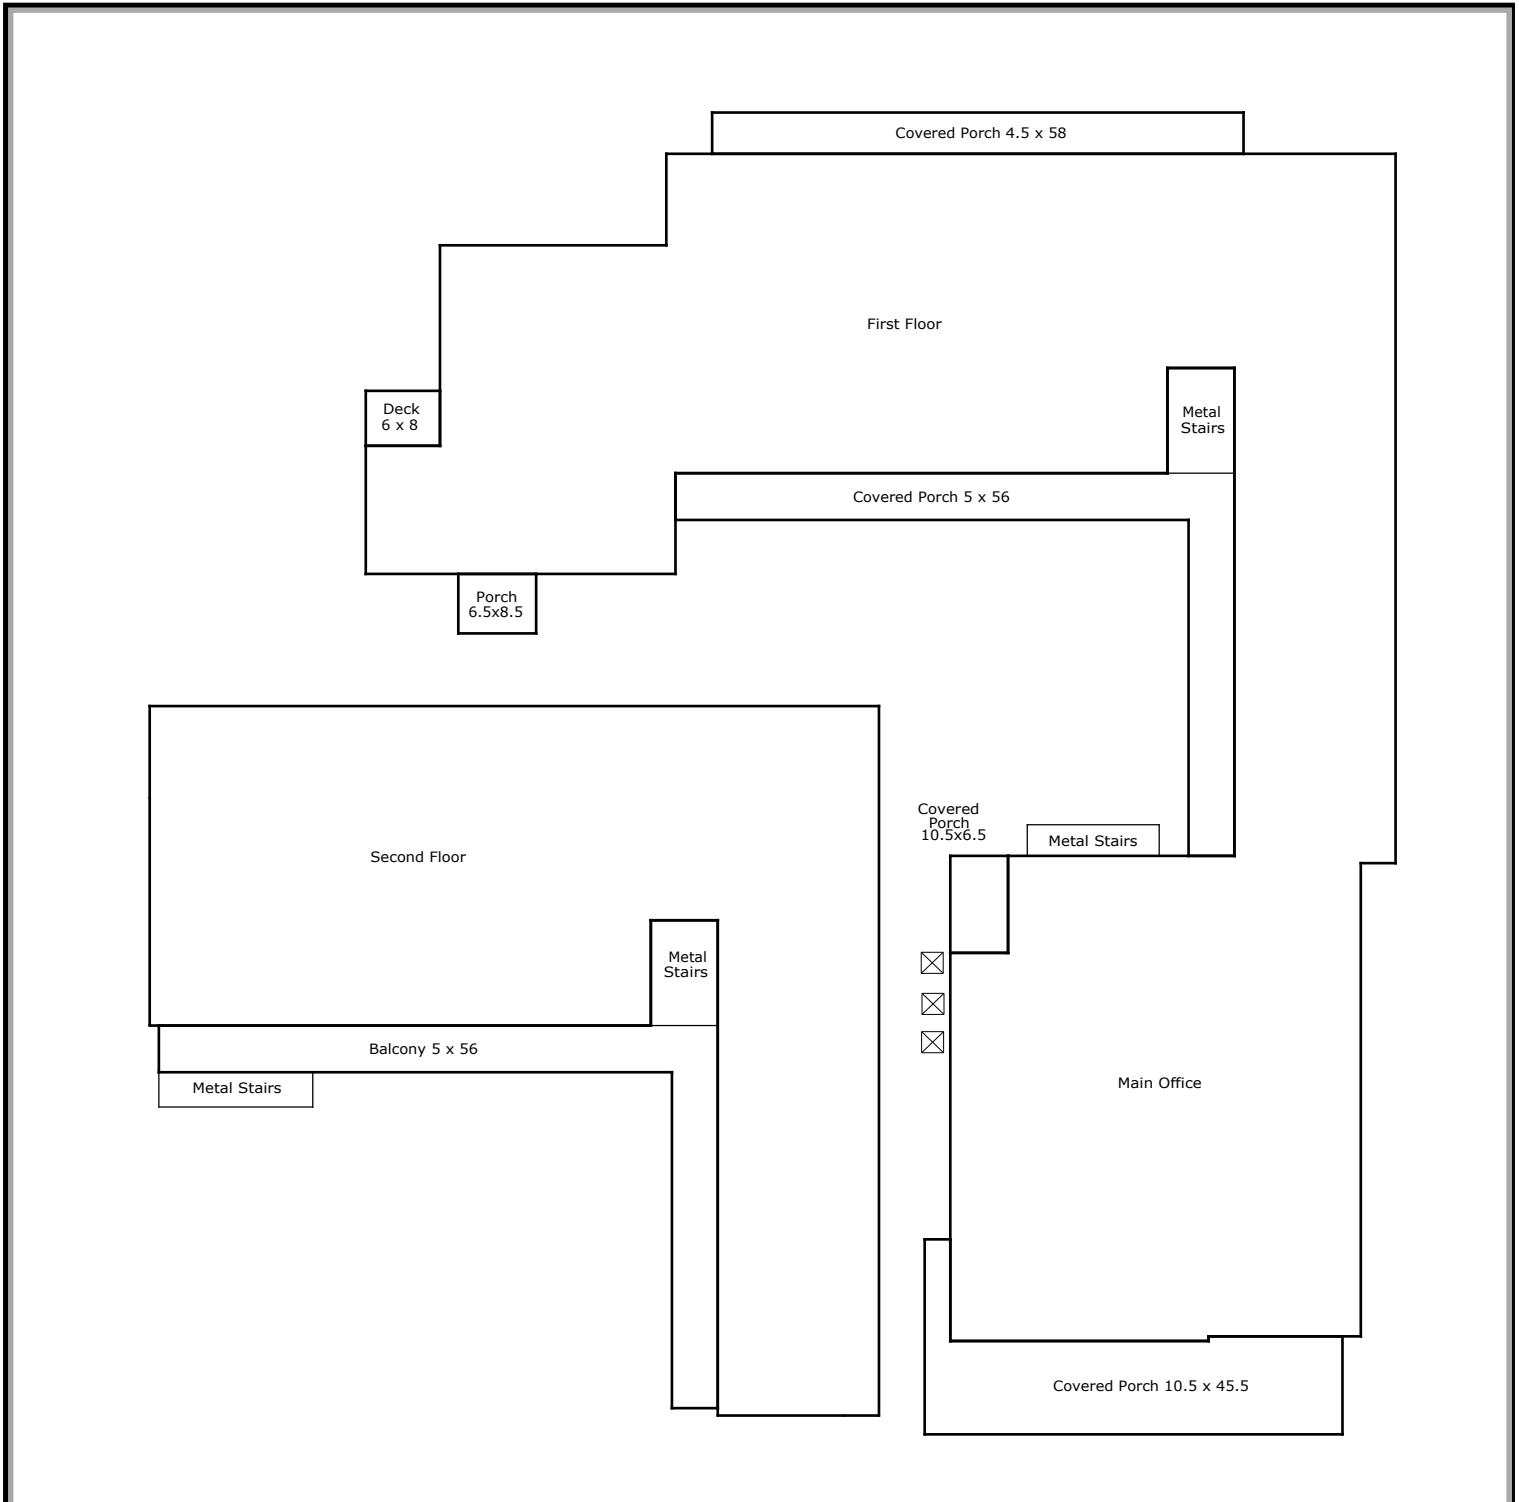 Covered Porch 4.5 x 58
First Floor
Deck
6 x 8
Metal
Stairs
Covered Porch 5 x 56
Porch
6.5x8.5
Covered
Porch
10.5x6.5
Metal Stairs
Second Floor
Metal
Stairs
Balcony 5 x 56
Metal Stairs
Main Office
Covered Porch 10.5 x 45.5